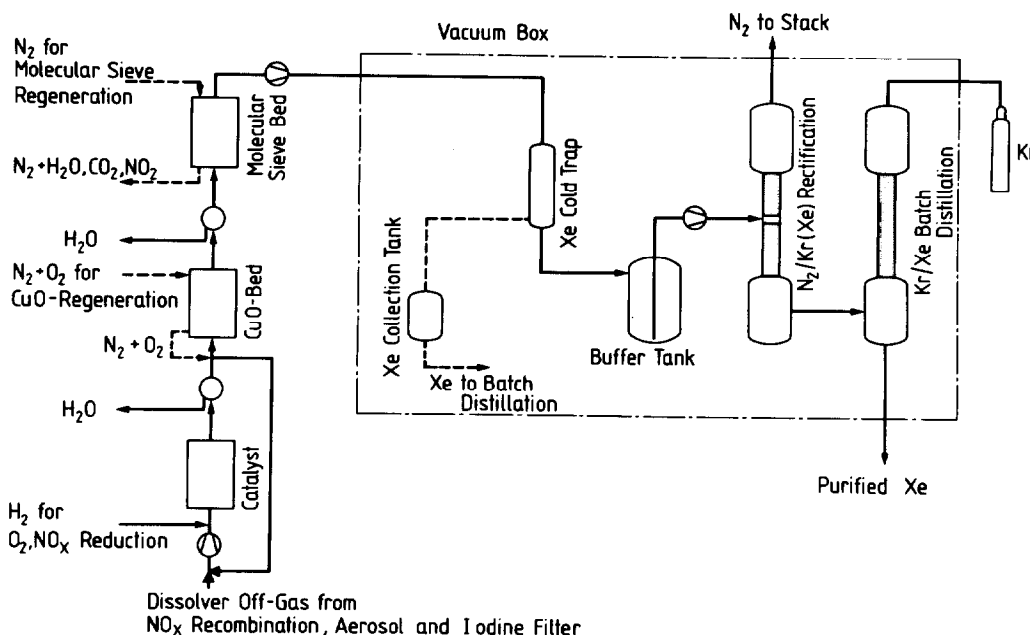 N2 for
Molecular Sieve
Regeneration
N2+H2O,CO2,NO2
H2O
N2+O2 for
CuO-Regeneration
N2+O2
H2O
H2 for
O2,NOx Reduction
Dissolver Off-Gas from
NOx Recombination, Aerosol and Iodine Filter
Molecular
Sieve Bed
CuO-Bed
Catalyst
Vacuum Box
Xe Cold Trap
Xe Collection Tank
Xe to Batch
Distillation
Buffer Tank
N2 to
Stack
N2/Kr(Xe) Rectification
Kr/Xe Batch
Distillation
Kr
Purified Xe